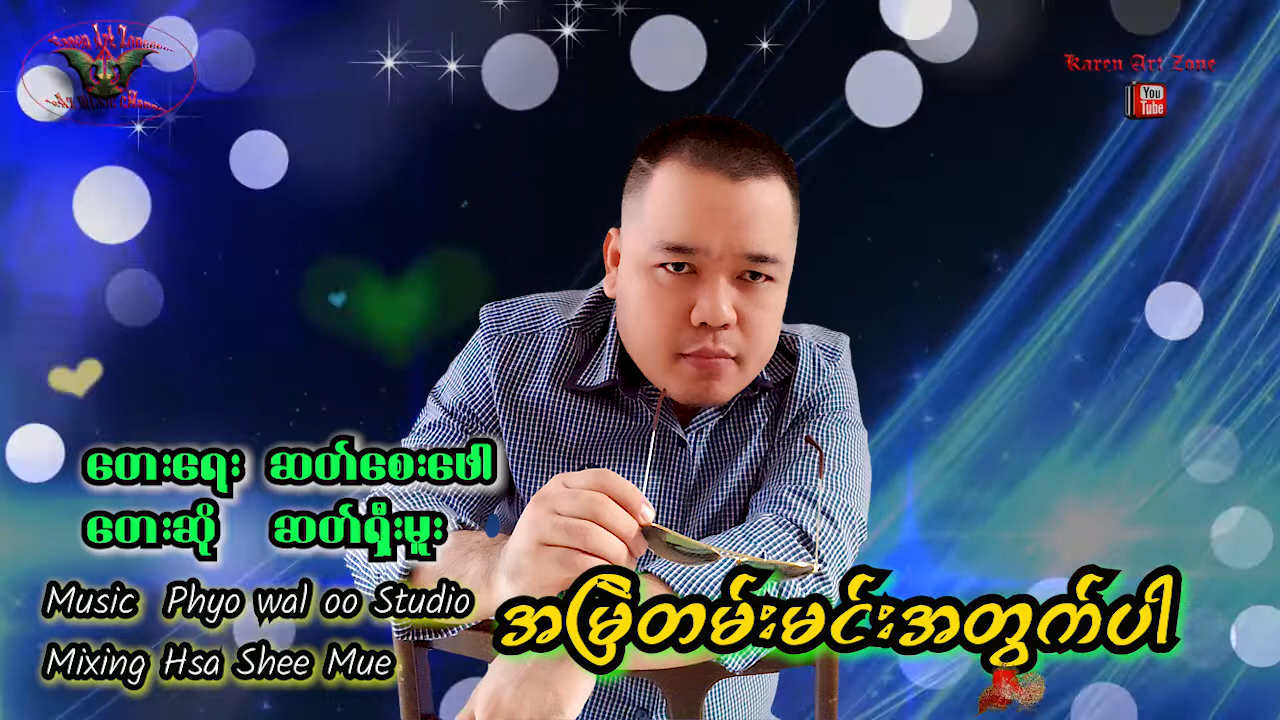 Karen Art Zone
You
Tube
တေးရေး ဆတ်စေးဖေါ
တေးဆို ဆတ်ရှီးမူး
Music Phyo wal oo Studio
Mixing Hsa Shee Mue
အမြဲတမ်းမင်းအတွက်ပါ